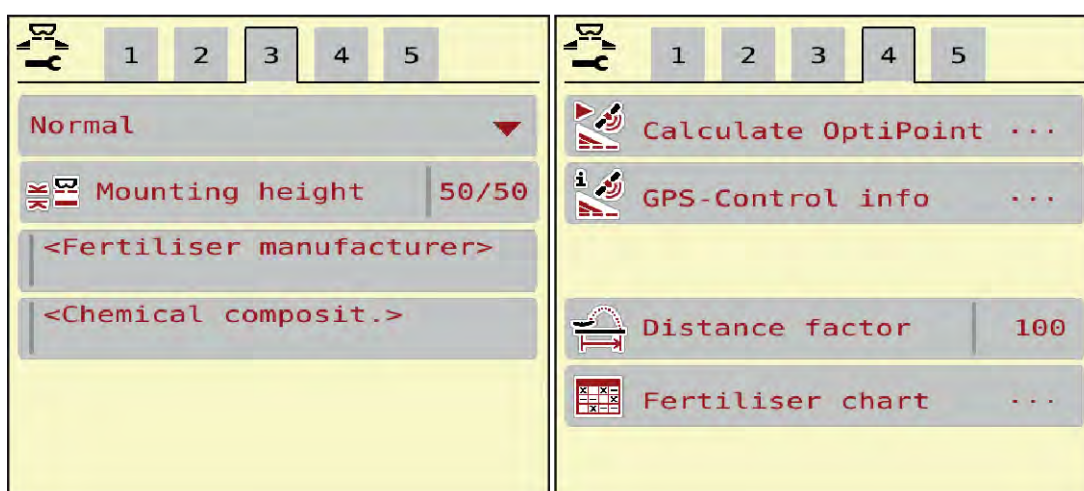 1 2 3 4 5
Normal
Mounting height 50/50
<Fertiliser manufacturer>
<Chemical composit.>
1 2 3 4 5
Calculate OptiPoint ...
GPS-Control info ...
Distance factor 100
Fertiliser chart ...